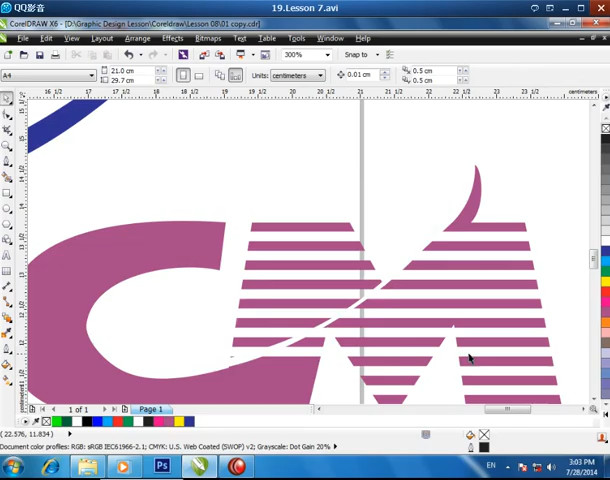 QQ影音
19.Lesson 7.avi
CorelDRAW X6 - [D:\Graphic Design Lesson\Coreldraw\Lesson 08\01 copy.cdr]
File Edit View Layout Arrange Effects Bitmaps Text Table Tools Window Help
300% Snap to
A4 21.0 cm 29.7 cm Units: centimeters 0.01 cm 0.5 cm 0.5 cm
16 1/2 17 17 1/2 18 18 1/2 19 19 1/2 20 20 1/2 21 21 1/2 22 22 1/2 23 23 1/2 centimeters
1 of 1 Page 1
(22.576, 11.834)
Document color profiles: RGB: sRGB IEC61966-2.1; CMYK: U.S. Web Coated (SWOP) v2; Grayscale: Dot Gain 20%
Ps EN 3:03 PM
7/28/2014